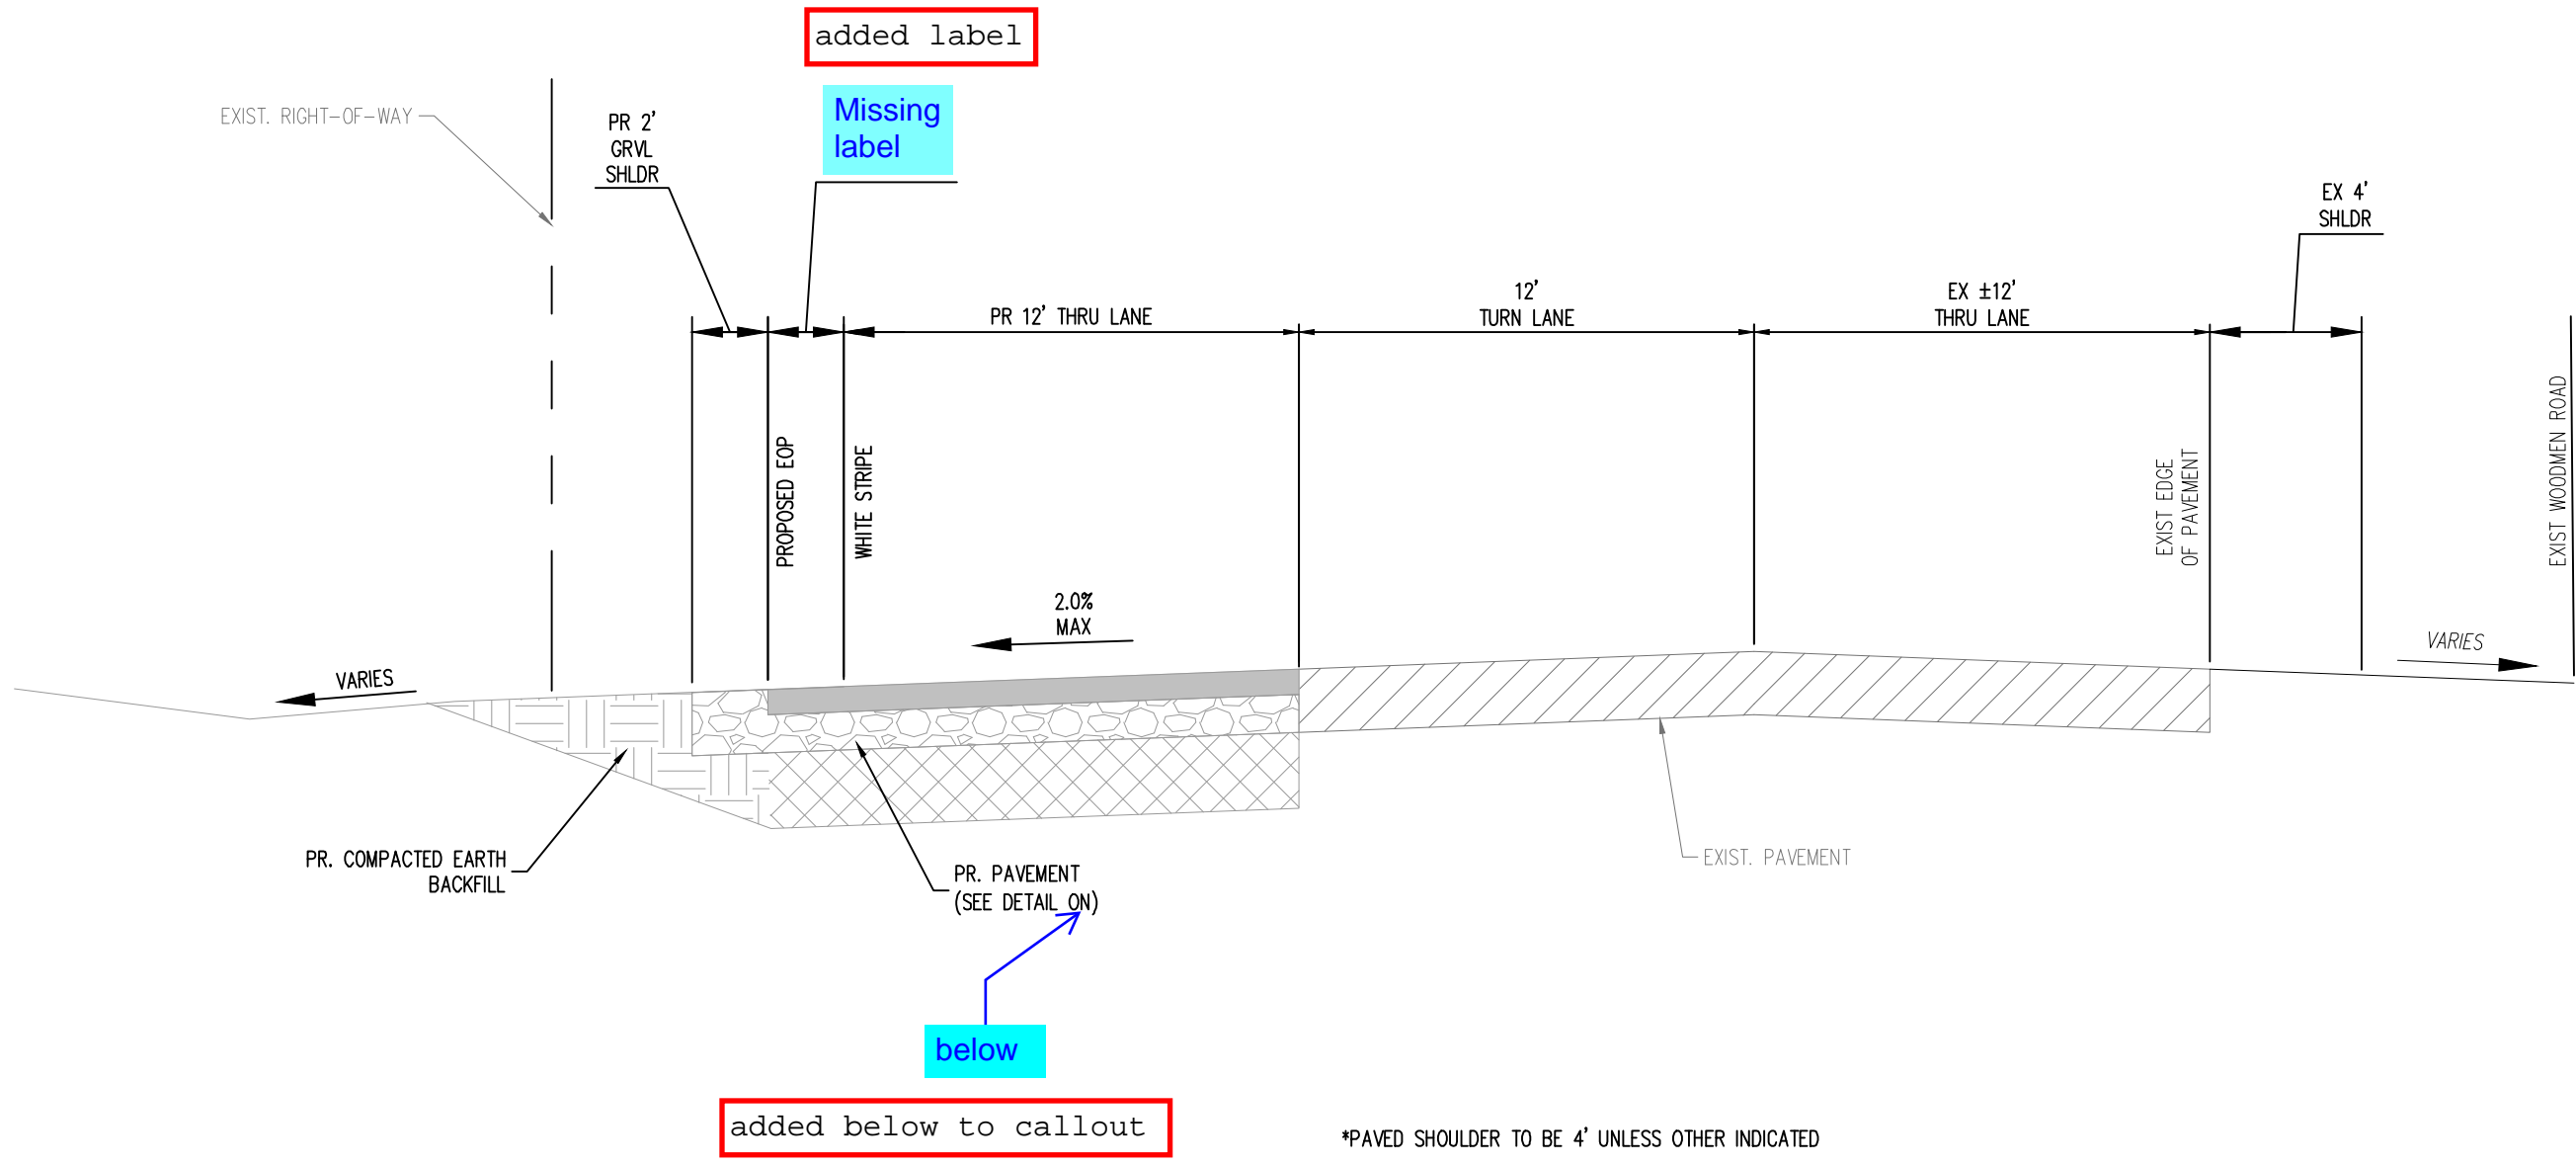 added label
EXIST. RIGHT-OF-WAY
PR 2'
GRVL
SHLDR
Missing
label
EX 4'
SHLDR
PR 12' THRU LANE
12'
TURN LANE
EX ±12'
THRU LANE
PROPOSED EOP
WHITE STRIPE
EXIST EDGE
OF PAVEMENT
EXIST WOODMEN ROAD
2.0%
MAX
VARIES
VARIES
PR. COMPACTED EARTH
BACKFILL
PR. PAVEMENT
(SEE DETAIL ON)
EXIST. PAVEMENT
below
added below to callout
*PAVED SHOULDER TO BE 4' UNLESS OTHER INDICATED